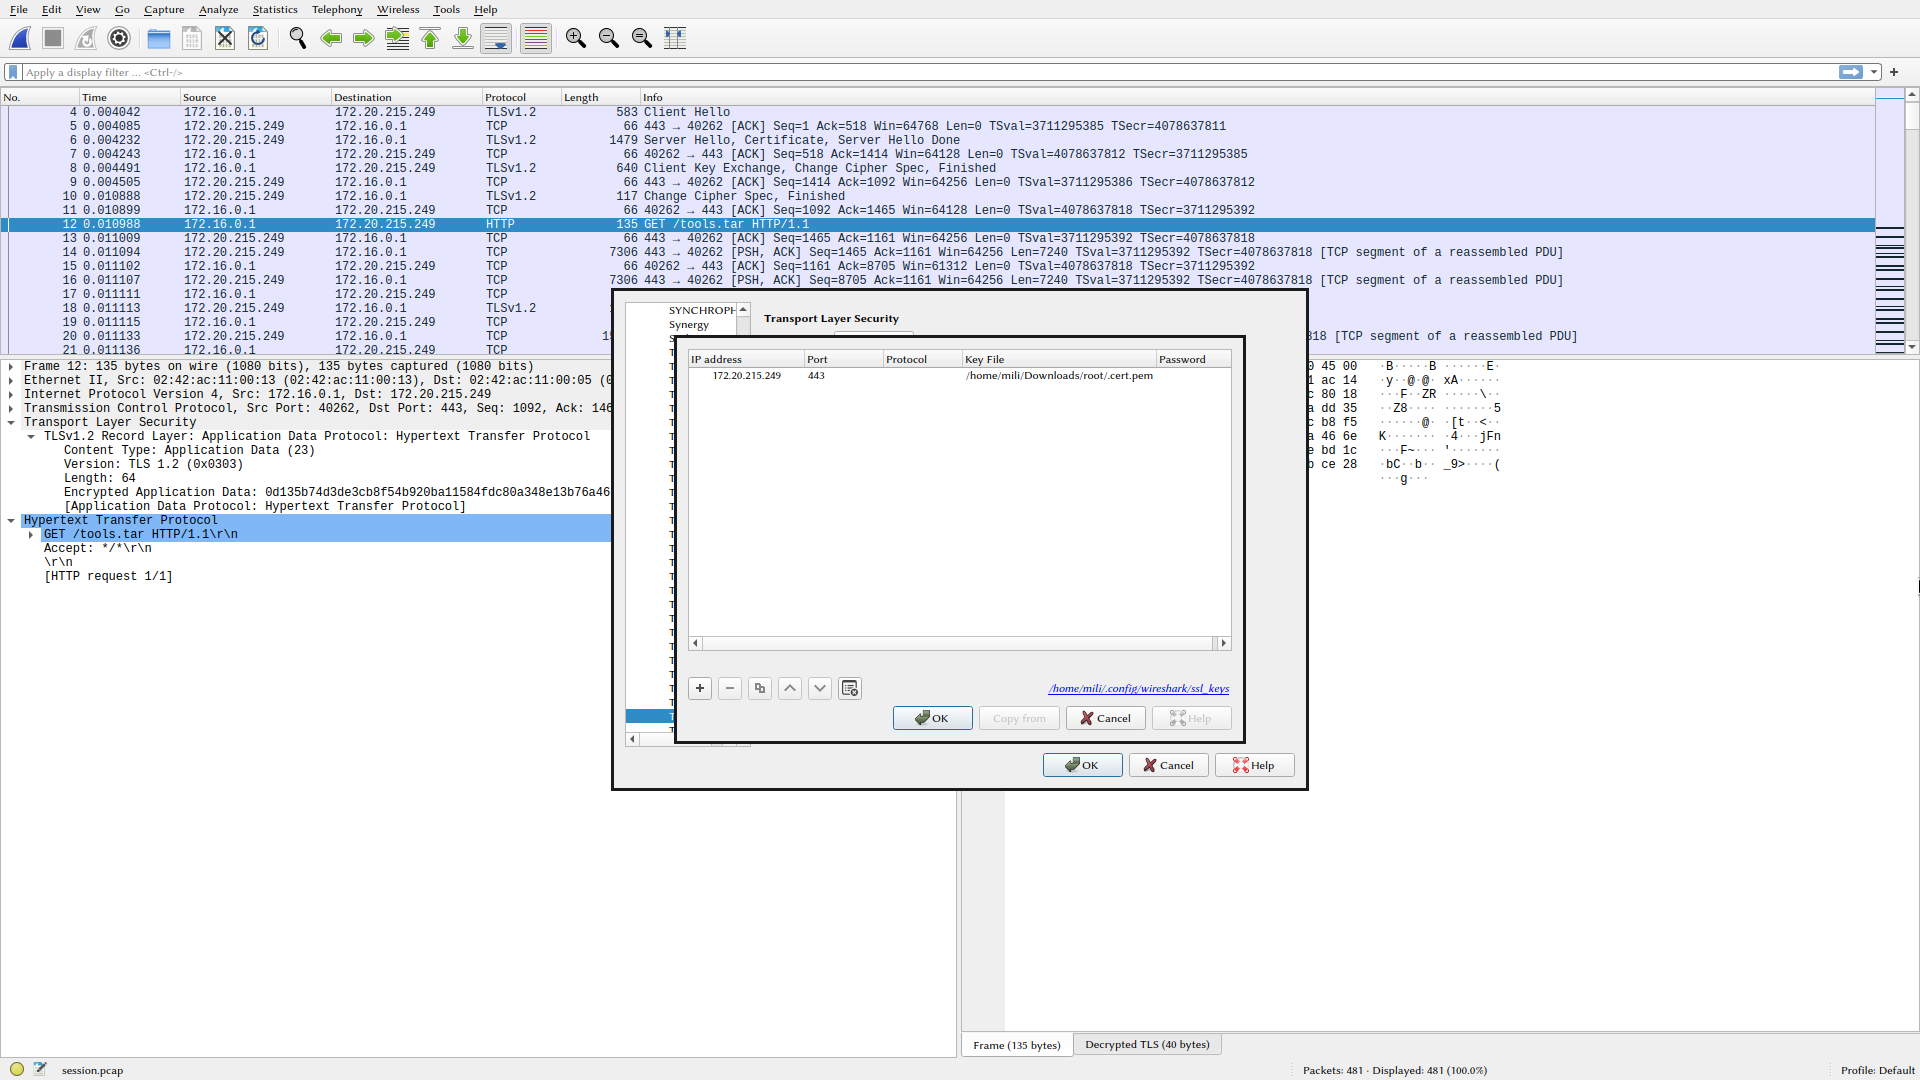 File Edit View Go Capture Analyze Statistics Telephony Wireless Tools Help
Apply a display filter ... <Ctrl-/>
No. Time Source Destination Protocol Length Info
4 0.004042 172.16.0.1 172.20.215.249 TLSv1.2 583 Client Hello
5 0.004085 172.20.215.249 172.16.0.1 TCP 66 443 → 40262 [ACK] Seq=1 Ack=518 Win=64768 Len=0 TSval=3711295385 TSecr=4078637811
6 0.004232 172.20.215.249 172.16.0.1 TLSv1.2 1479 Server Hello, Certificate, Server Hello Done
7 0.004243 172.16.0.1 172.20.215.249 TCP 66 40262 → 443 [ACK] Seq=518 Ack=1414 Win=64128 Len=0 TSval=4078637812 TSecr=3711295385
8 0.004491 172.16.0.1 172.20.215.249 TLSv1.2 640 Client Key Exchange, Change Cipher Spec, Finished
9 0.004505 172.20.215.249 172.16.0.1 TCP 66 443 → 40262 [ACK] Seq=1414 Ack=1092 Win=64256 Len=0 TSval=3711295386 TSecr=4078637812
10 0.010888 172.20.215.249 172.16.0.1 TLSv1.2 117 Change Cipher Spec, Finished
11 0.010899 172.16.0.1 172.20.215.249 TCP 66 40262 → 443 [ACK] Seq=1092 Ack=1465 Win=64128 Len=0 TSval=4078637818 TSecr=3711295392
12 0.010988 172.16.0.1 172.20.215.249 HTTP 135 GET /tools.tar HTTP/1.1
13 0.011009 172.20.215.249 172.16.0.1 TCP 66 443 → 40262 [ACK] Seq=1465 Ack=1161 Win=64256 Len=0 TSval=3711295392 TSecr=4078637818
14 0.011094 172.20.215.249 172.16.0.1 TCP 7306 443 → 40262 [PSH, ACK] Seq=1465 Ack=1161 Win=64256 Len=7240 TSval=3711295392 TSecr=4078637818 [TCP segment of a reassembled PDU]
15 0.011102 172.16.0.1 172.20.215.249 TCP 66 40262 → 443 [ACK] Seq=1161 Ack=8705 Win=61312 Len=0 TSval=4078637818 TSecr=3711295392
16 0.011107 172.20.215.249 172.16.0.1 TCP 7306 443 → 40262 [PSH, ACK] Seq=8705 Ack=1161 Win=64256 Len=7240 TSval=3711295392 TSecr=4078637818 [TCP segment of a reassembled PDU]
17 0.011111 172.16.0.1 172.20.215.249 TCP
18 0.011113 172.20.215.249 172.16.0.1 TLSv1.2
19 0.011115 172.16.0.1 172.20.215.249 TCP
20 0.011133 172.20.215.249 172.16.0.1 TCP 818 [TCP segment of a reassembled PDU]
21 0.011136 172.16.0.1 172.20.215.249 TCP
Frame 12: 135 bytes on wire (1080 bits), 135 bytes captured (1080 bits)
Ethernet II, Src: 02:42:ac:11:00:13 (02:42:ac:11:00:13), Dst: 02:42:ac:11:00:05 (0
Internet Protocol Version 4, Src: 172.16.0.1, Dst: 172.20.215.249
Transmission Control Protocol, Src Port: 40262, Dst Port: 443, Seq: 1092, Ack: 146
Transport Layer Security
TLSv1.2 Record Layer: Application Data Protocol: Hypertext Transfer Protocol
Content Type: Application Data (23)
Version: TLS 1.2 (0x0303)
Length: 64
Encrypted Application Data: 0d135b74d3de3cb8f54b920ba11584fdc80a348e13b76a46
[Application Data Protocol: Hypertext Transfer Protocol]
Hypertext Transfer Protocol
GET /tools.tar HTTP/1.1\r\n
Accept: */*\r\n
\r\n
[HTTP request 1/1]
SYNCHROPH
Synergy
Transport Layer Security
IP address Port Protocol Key File Password
172.20.215.249 443 /home/mili/Downloads/root/.cert.pem
/home/mili/.config/wireshark/ssl_keys
OK Copy from Cancel Help
OK Cancel Help
0 45 00 ·B·····B ······E·
1 ac 14 ·y··@·@· xA······
c 80 18 ···F··ZR ······\·
a dd 35 ··Z8···· ·······5
c b8 f5 ······@· ·[t··<··
a 46 6e K······· ·4···jFn
e bd 1c ···F~··· '·······
b ce 28 ·bC··b·· _9>····(
···g···
Frame (135 bytes) Decrypted TLS (40 bytes)
session.pcap Packets: 481 · Displayed: 481 (100.0%) Profile: Default